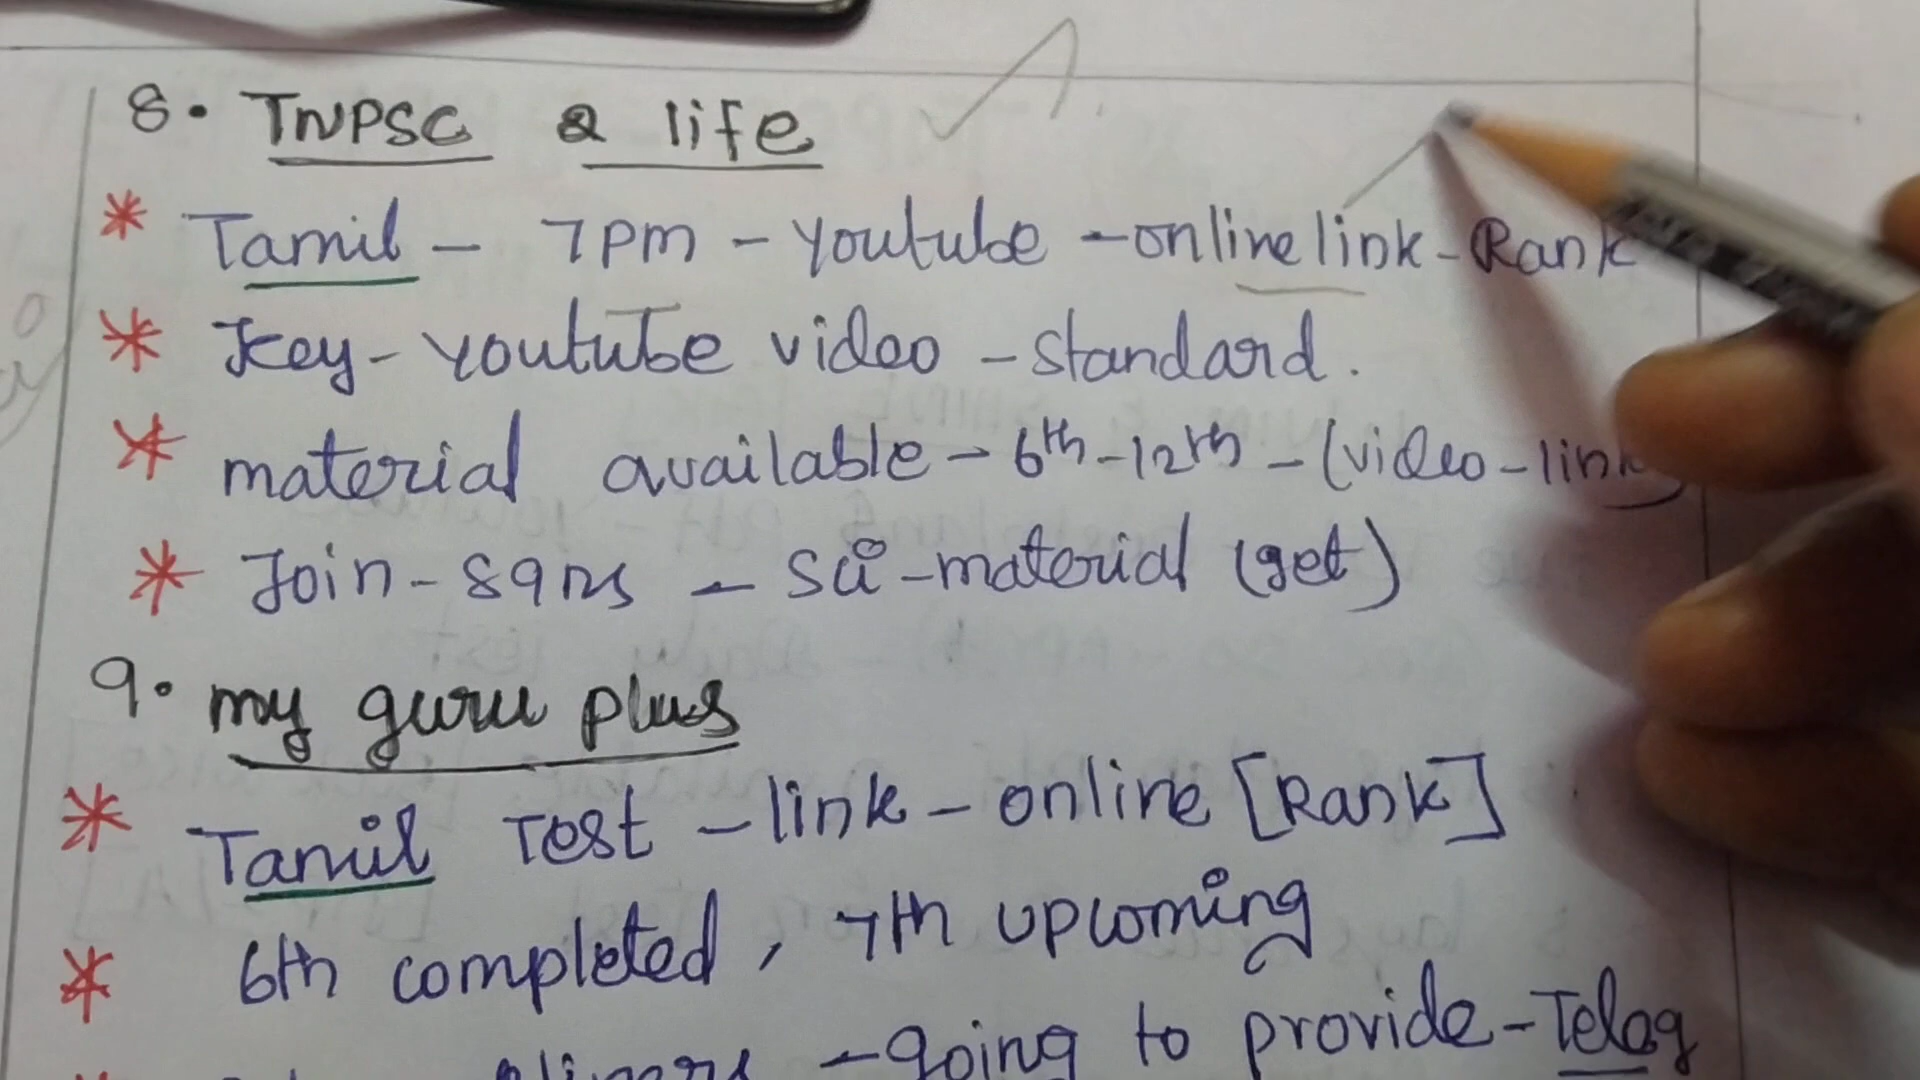 8. TNPSC & life
* Tamil - 7pm - Youtube - online link - Rank
* Key - Youtube video - standard.
* material available - 6th - 12th - (video - link)
* Join - 89rs - material (get)
9. my guru plus
* Tamil Test - link - online [Rank]
* 6th completed, 7th upcoming
- going to provide - Teleg